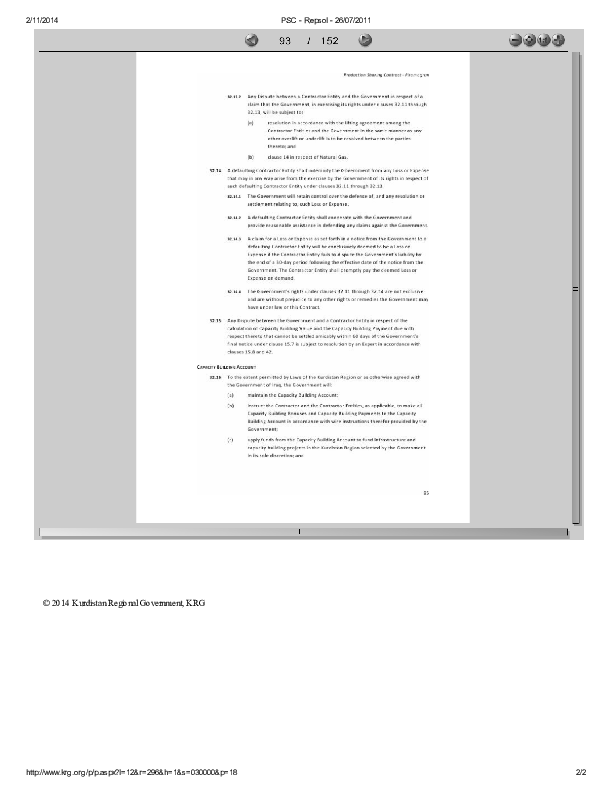 2/11/2014
PSC - Repsol - 26/07/2011
93 / 152
Production Sharing Contract -
32.13.2 Any Dispute between a Contractor Entity and the Government in respect of a
claim that the Government, in exercising its rights under clauses 32.11 through
32.13, will be subject to:
(a) resolution in accordance with the lifting agreement among the
Contractor Entities and the Government in the same manner as any
other overlift or underlift to be resolved between the parties
thereto; and
(b) clause 14 in respect of Natural Gas.
32.14 A defaulting Contractor Entity shall indemnify the Government from any Loss or Expense
that may in any way arise from the exercise by the Government of its rights in respect of
such defaulting Contractor Entity under clauses 32.11 through 32.13.
32.14.1 The Government will retain control over the defence of, and any resolution or
settlement relating to, such Loss or Expense.
32.14.2 A defaulting Contractor Entity shall cooperate with the Government and
provide reasonable assistance in defending any claims against the Government.
32.14.3 A claim for a Loss or Expense set forth in a notice from the Government to a
defaulting Contractor Entity will be conclusively deemed to be a Loss or
Expense if the Contractor Entity fails to dispute the Government's liability by
the end of a 30-day period following the effective date of the notice from the
Government. The Contractor Entity shall promptly pay the deemed Loss or
Expense on demand.
32.14.4 The Government's rights under clauses 32.11 through 32.14 are not exclusive
and are without prejudice to any other rights or remedies the Government may
have under law or this Contract.
32.15 Any Dispute between the Government and a Contractor Entity in respect of the
calculation of Capacity Building Value and the Capacity Building Payment due with
respect thereto that cannot be settled amicably within 60 days of the Government's
final notice under clause 15.7 is subject to resolution by an Expert in accordance with
clauses 15.8 and 42.
CAPACITY BUILDING ACCOUNT
32.16 To the extent permitted by Laws of the Kurdistan Region or as otherwise agreed with
the Government of Iraq, the Government will:
(a) maintain the Capacity Building Account;
(b) instruct the Contractor and the Contractor Entities, as applicable, to make all
Capacity Building Bonuses and Capacity Building Payments to the Capacity
Building Account in accordance with wire instructions therefor provided by the
Government;
(c) apply funds from the Capacity Building Account to fund infrastructure and
capacity building projects in the Kurdistan Region selected by the Government
in its sole discretion; and
© 2014 Kurdistan Regional Government, KRG
http://www.krg.org/p/p.aspx?l=12&r=296&h=1&s=030000&p=18
2/2